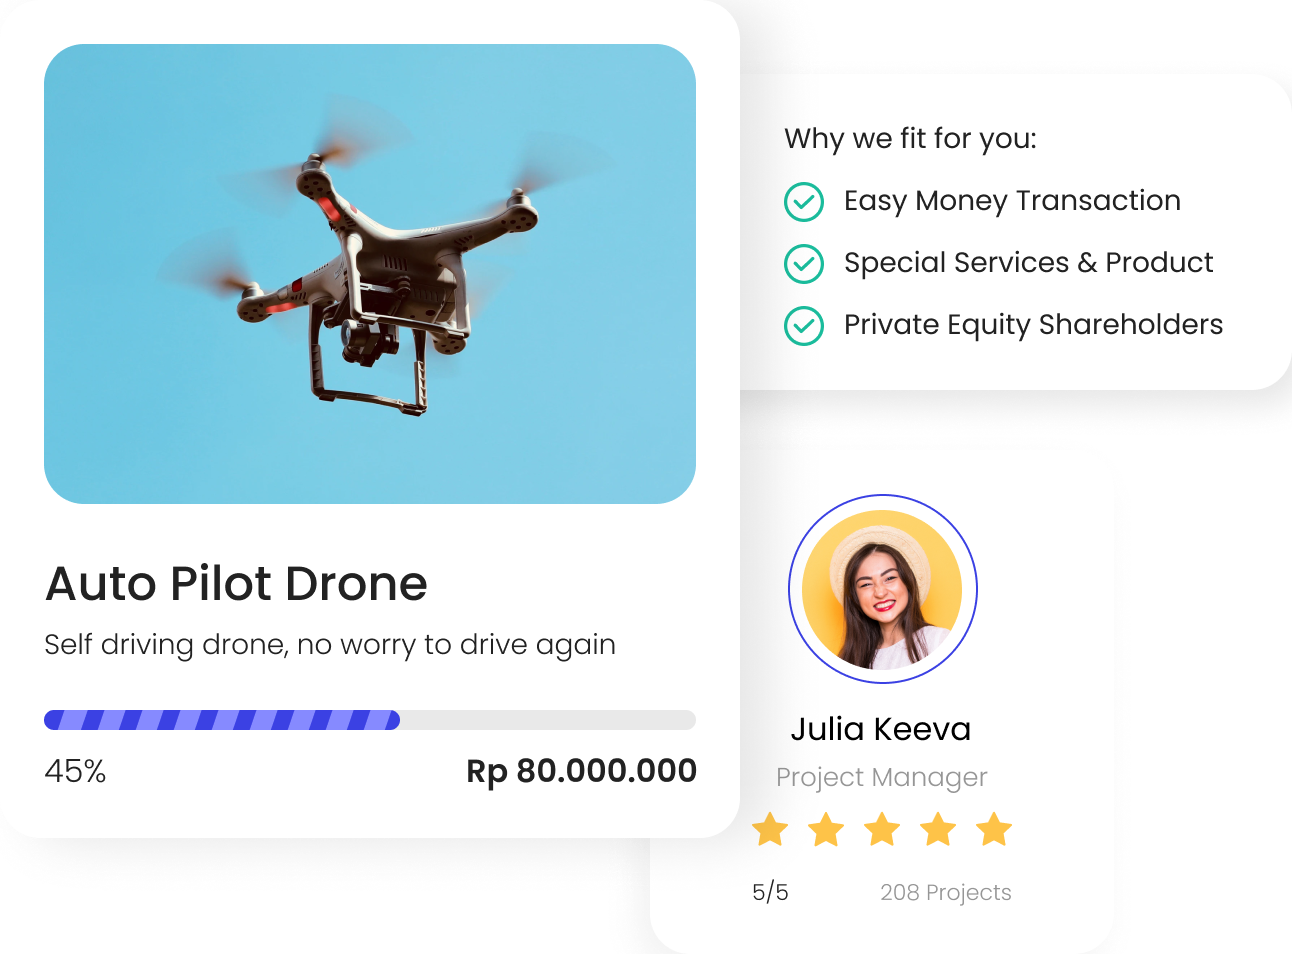 Auto Pilot Drone
Self driving drone, no worry to drive again
45%
Rp 80.000.000
Why we fit for you:
Easy Money Transaction
Special Services & Product
Private Equity Shareholders
Julia Keeva
Project Manager
5/5
208 Projects